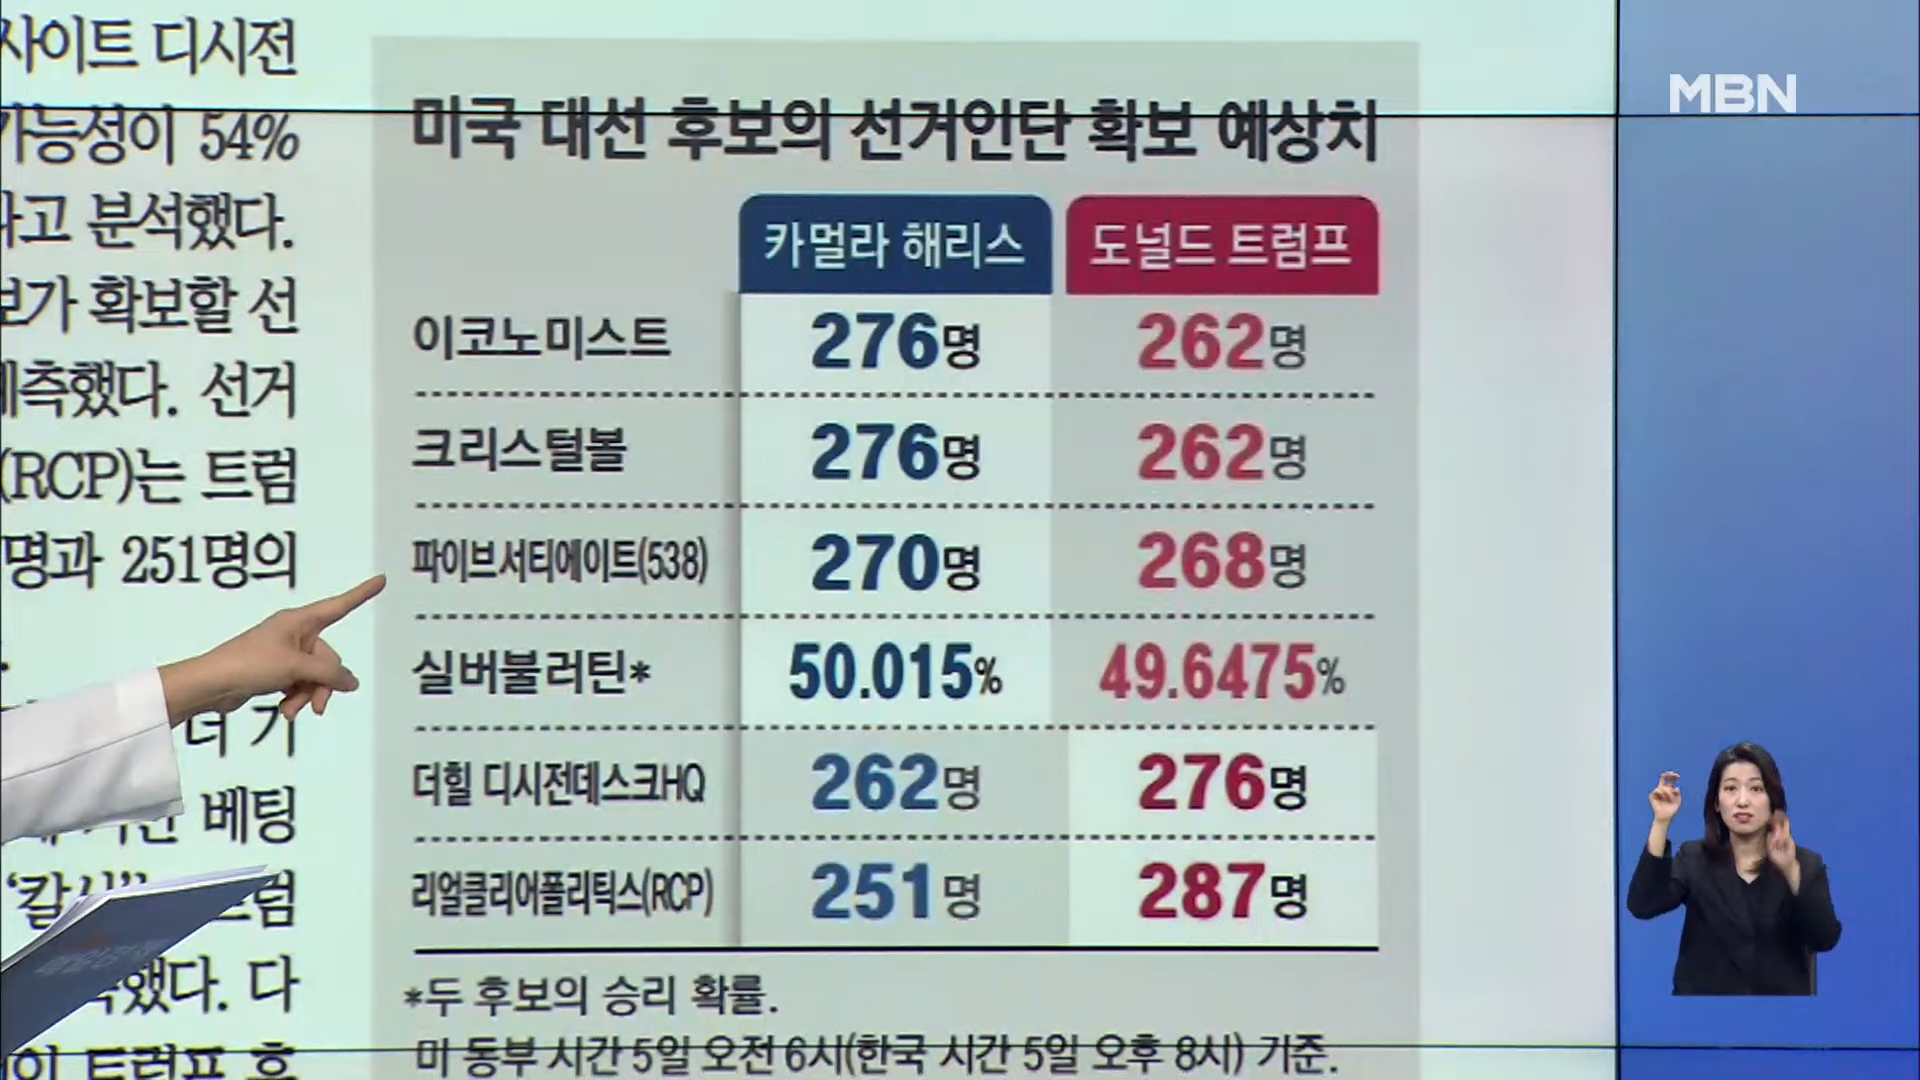 사이트 디시전
가능성이 54%
라고 분석했다.
보가 확보할 선
예측했다. 선거
(RCP)는 트럼
명과 251명의
더 기
베팅
했다. 다
트럼프 후
MBN
미국 대선 후보의 선거인단 확보 예상치
카멀라 해리스 도널드 트럼프
이코노미스트 276명 262명
크리스털볼 276명 262명
파이브서티에이트(538) 270명 268명
실버불러틴* 50.015% 49.6475%
더힐 디시전데스크HQ 262명 276명
리얼클리어폴리틱스(RCP) 251명 287명
*두 후보의 승리 확률.
미 동부 시간 5일 오전 6시(한국 시간 5일 오후 8시) 기준.